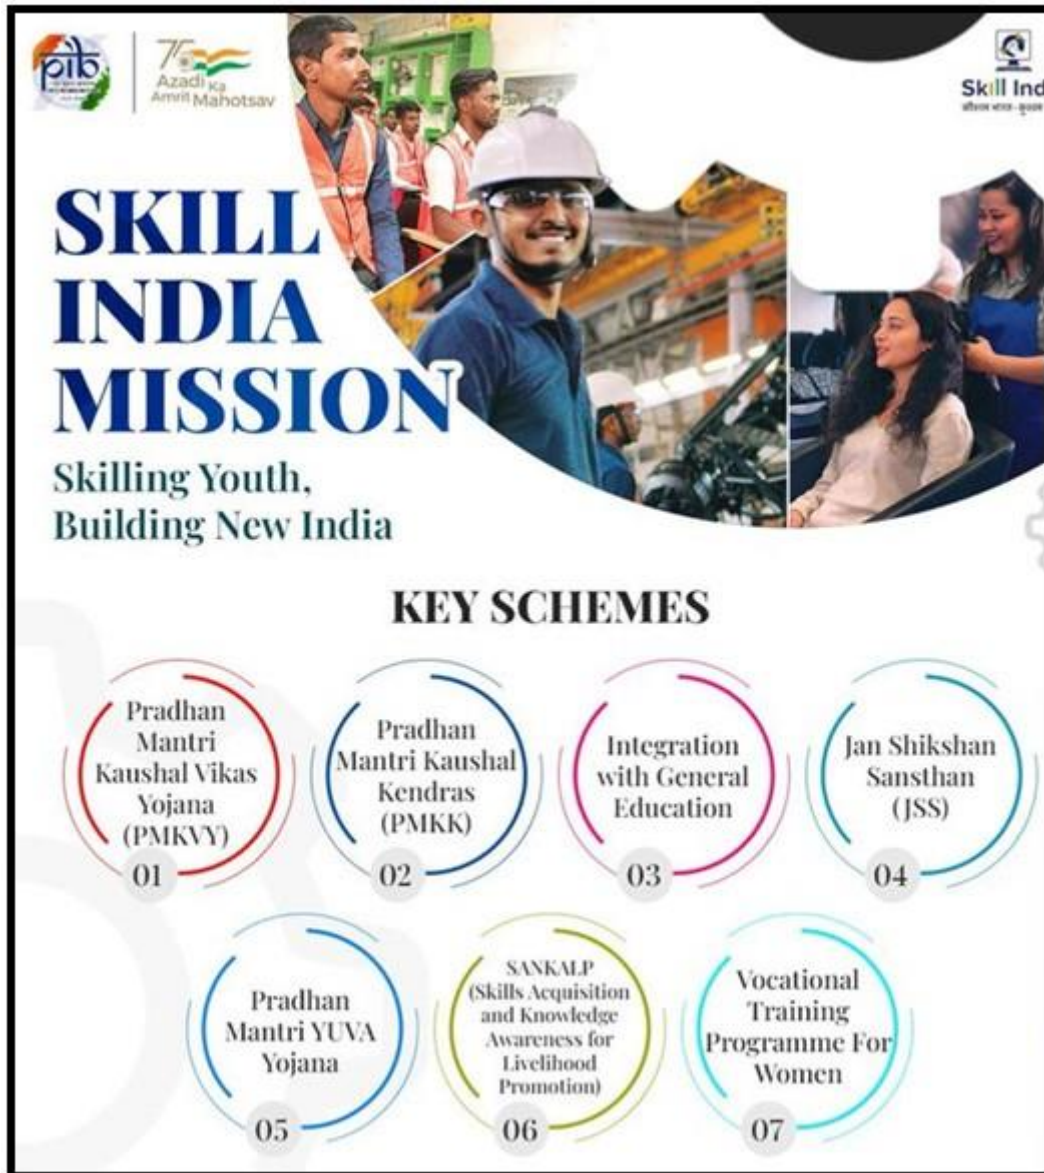 pib
75
Azadi Ka
Amrit Mahotsav
Skill Ind
SKILL
INDIA
MISSION
Skilling Youth,
Building New India
KEY SCHEMES
Pradhan
Mantri
Kaushal Vikas
Yojana
(PMKVY)
01
Pradhan
Mantri Kaushal
Kendras
(PMKK)
02
Integration
with General
Education
03
Jan Shikshan
Sansthan
(JSS)
04
Pradhan
Mantri YUVA
Yojana
05
SANKALP
(Skills Acquisition
and Knowledge
Awareness for
Livelihood
Promotion)
06
Vocational
Training
Programme For
Women
07